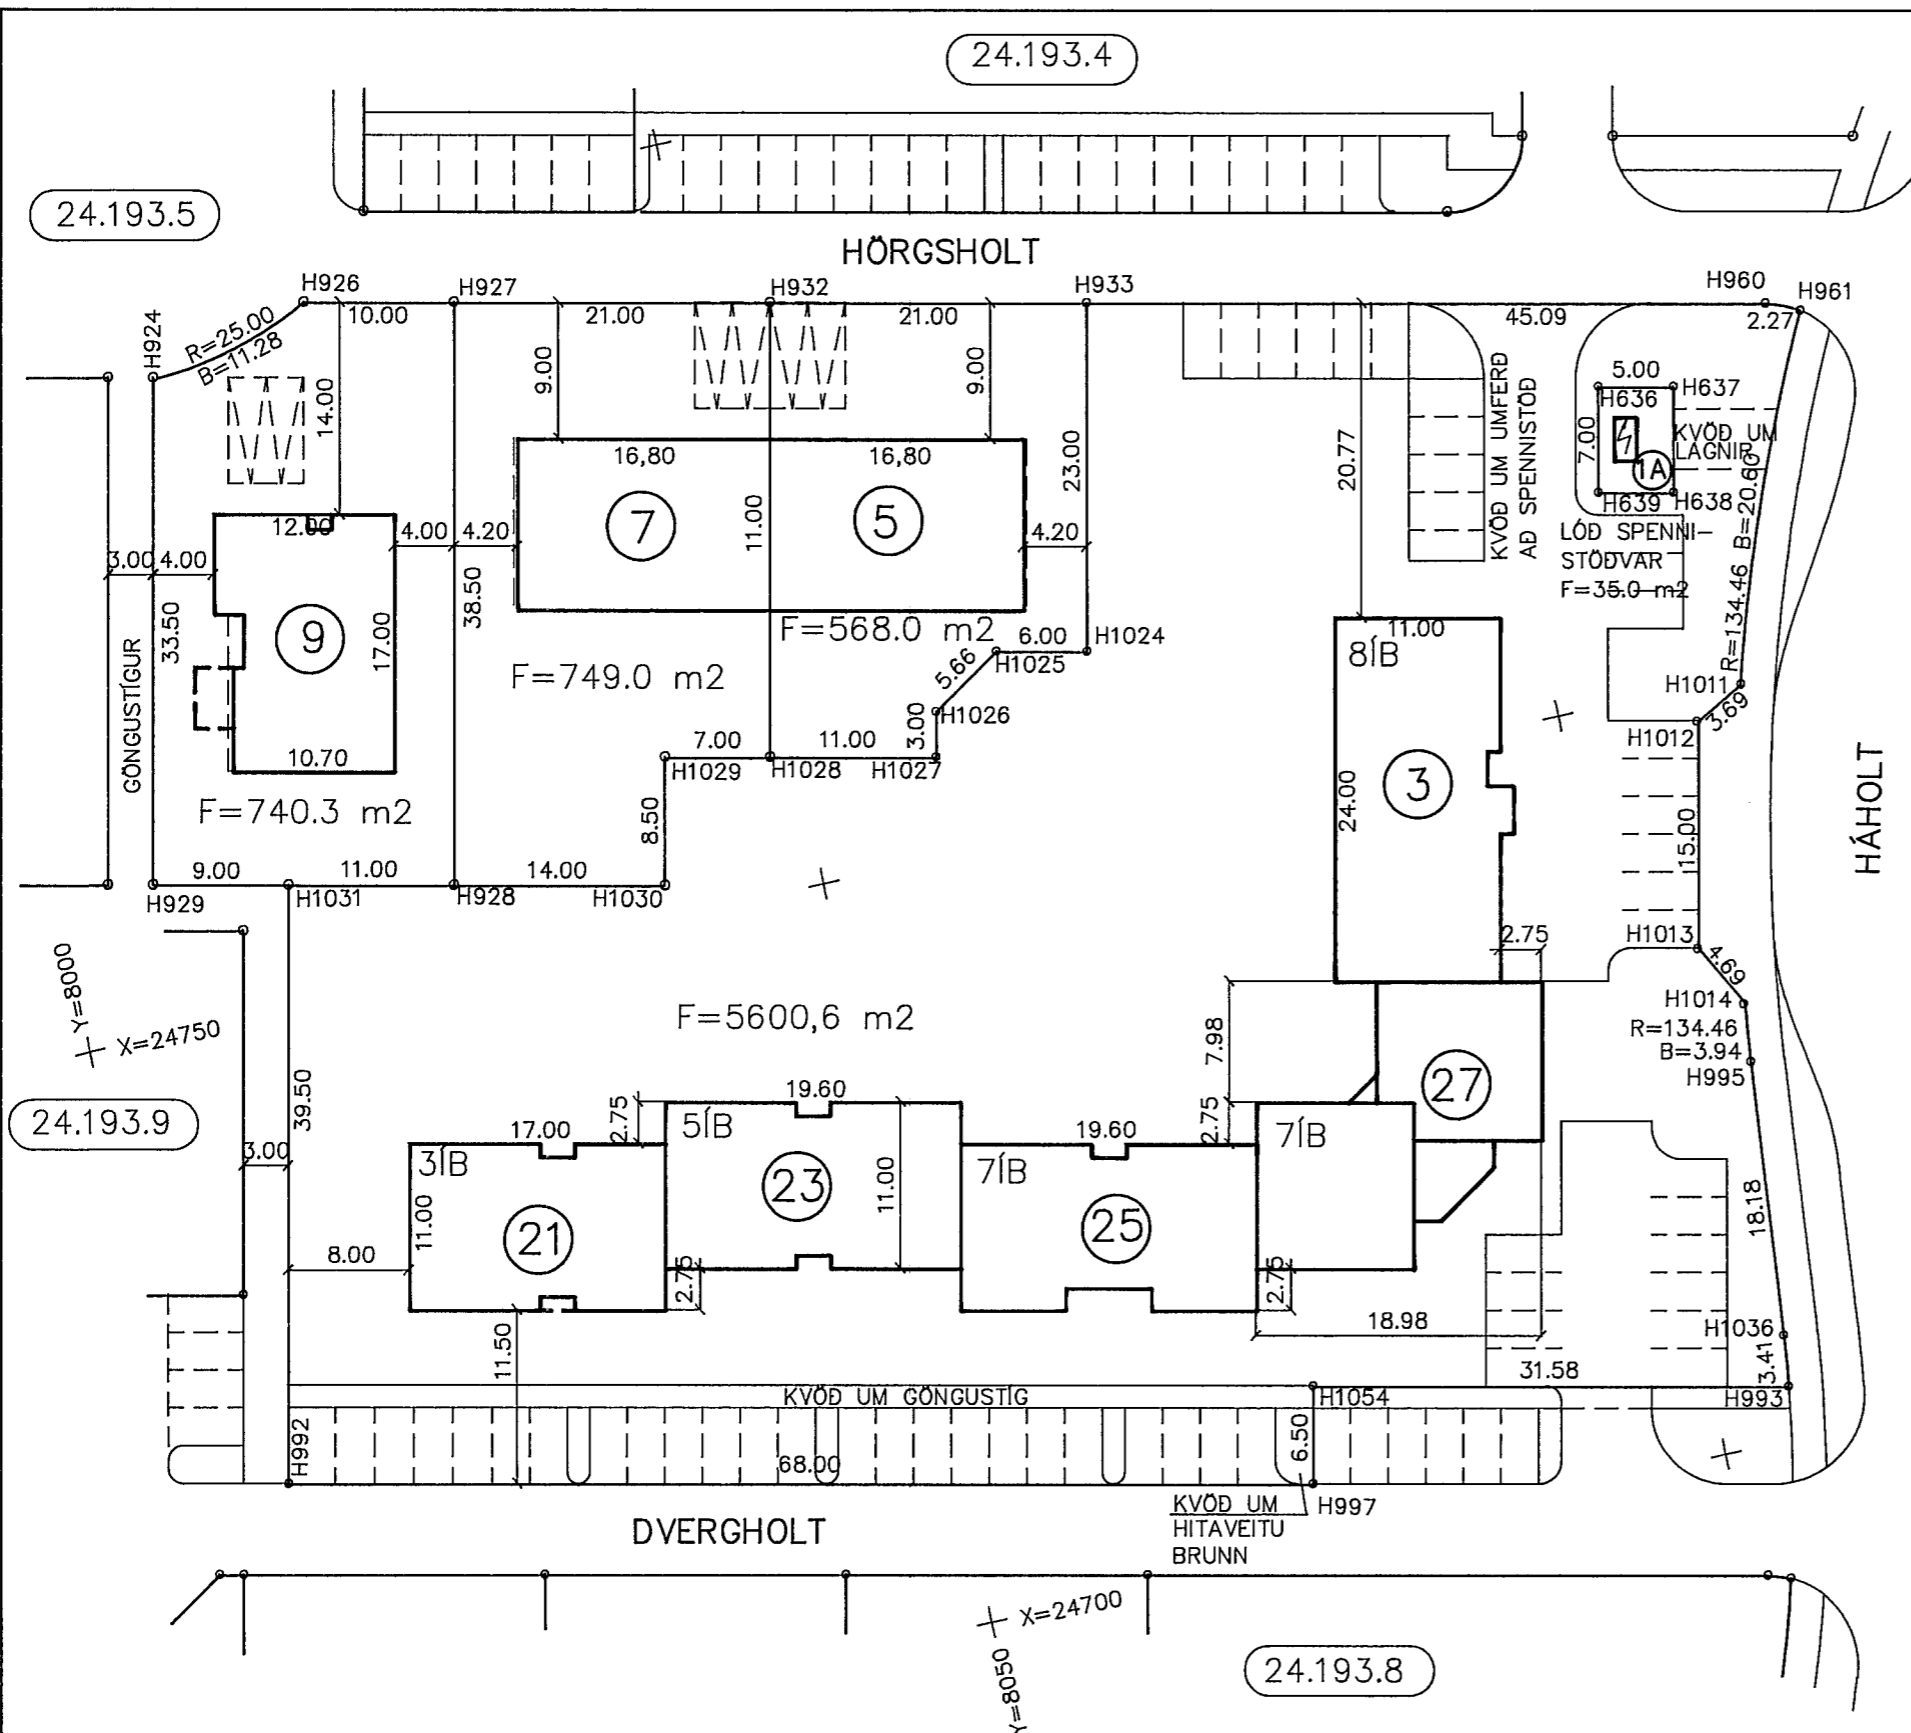 24.193.4
24.193.5
HÖRGSHOLT
H926
H927
H932
H933
H960
H961
H924
R=25.00
B=11.28
10.00
21.00
21.00
45.09
2.27
14.00
9.00
9.00
23.00
20.77
KVÖÐ UM UMFERÐ
AÐ SPENNISTÖÐ
5.00
H636
H637
7.00
KVÖÐ UM
LAGNIR
1A
H639
H638
LÓÐ SPENNI-
STÖÐVAR
F=35.0 m2
R=134.46 B=20.60
16,80
16,80
12.00
7
5
11.00
4.00
4.20
4.20
3.00
4.00
33.50
38.50
9
17.00
GÖNGUSTÍGUR
F=568.0 m2
6.00
H1024
H1025
5.66
F=749.0 m2
H1026
3.00
7.00
11.00
H1029
H1028
H1027
10.70
F=740.3 m2
8.50
9.00
11.00
14.00
H929
H1031
H928
H1030
11.00
8ÍB
3
24.00
H1011
3.69
H1012
15.00
HÁHOLT
H1013
2.75
4.69
H1014
R=134.46
B=3.94
H995
Y=8000
X=24750
F=5600,6 m2
7.98
27
24.193.9
39.50
3.00
19.60
2.75
17.00
5ÍB
3ÍB
23
11.00
19.60
2.75
7ÍB
7ÍB
11.00
21
25
8.00
2.75
2.75
18.18
18.98
11.50
H1036
3.41
31.58
KVÖÐ UM GÖNGUSTÍG
H1054
H993
H992
68.00
6.50
H997
KVÖÐ UM
HITAVEITU
BRUNN
DVERGHOLT
X=24700
Y=8050
24.193.8